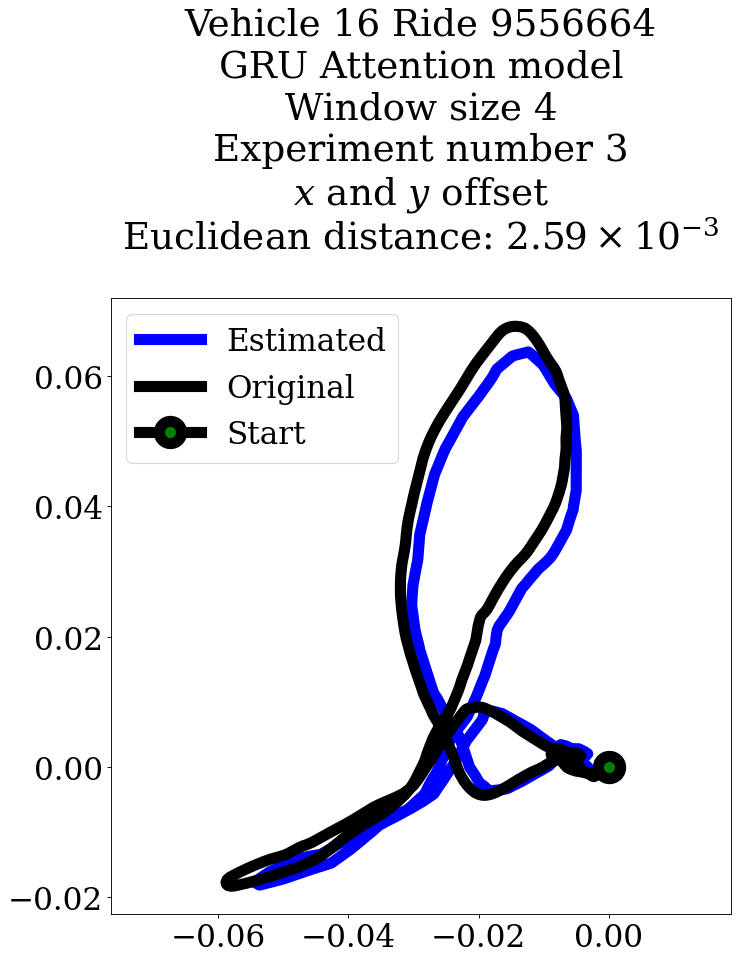 Vehicle 16 Ride 9556664
GRU Attention model
Window size 4
Experiment number 3
x and y offset
Euclidean distance: 2.59 × 10⁻³
Estimated
Original
Start
0.06
0.04
0.02
0.00
−0.02
−0.06 −0.04 −0.02 0.00